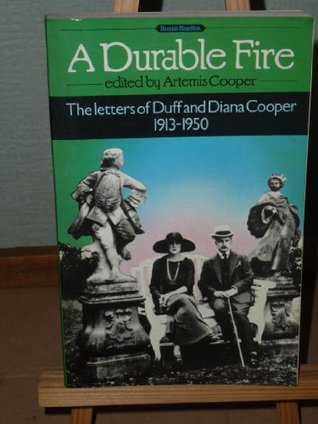 Hamish Hamilton
A Durable Fire
edited by Artemis Cooper
The letters of Duff and Diana Cooper
1913-1950